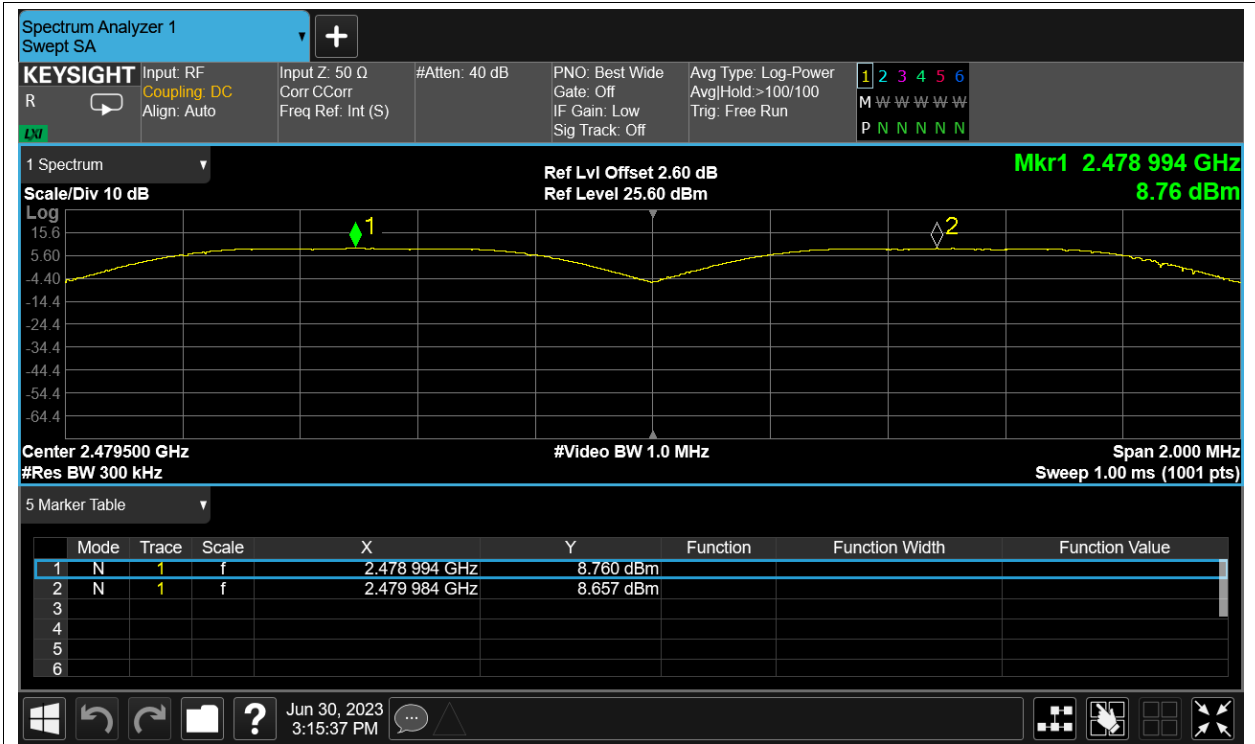 Spectrum Analyzer 1
Swept SA
KEYSIGHT Input: RF Input Z: 50 Ω #Atten: 40 dB PNO: Best Wide Avg Type: Log-Power 1 2 3 4 5 6
R Coupling: DC Corr CCorr Gate: Off Avg|Hold:>100/100 M W W W W W
Align: Auto Freq Ref: Int (S) IF Gain: Low Trig: Free Run
LXI Sig Track: Off P N N N N N
1 Spectrum Ref Lvl Offset 2.60 dB Mkr1 2.478 994 GHz
Scale/Div 10 dB Ref Level 25.60 dBm 8.76 dBm
Log
1 2
15.6
5.60
-4.40
-14.4
-24.4
-34.4
-44.4
-54.4
-64.4
Center 2.479500 GHz #Video BW 1.0 MHz Span 2.000 MHz
#Res BW 300 kHz Sweep 1.00 ms (1001 pts)
5 Marker Table
Mode Trace Scale X Y Function Function Width Function Value
1 N 1 f 2.478 994 GHz 8.760 dBm
2 N 1 f 2.479 984 GHz 8.657 dBm
3
4
5
6
? Jun 30, 2023
3:15:37 PM